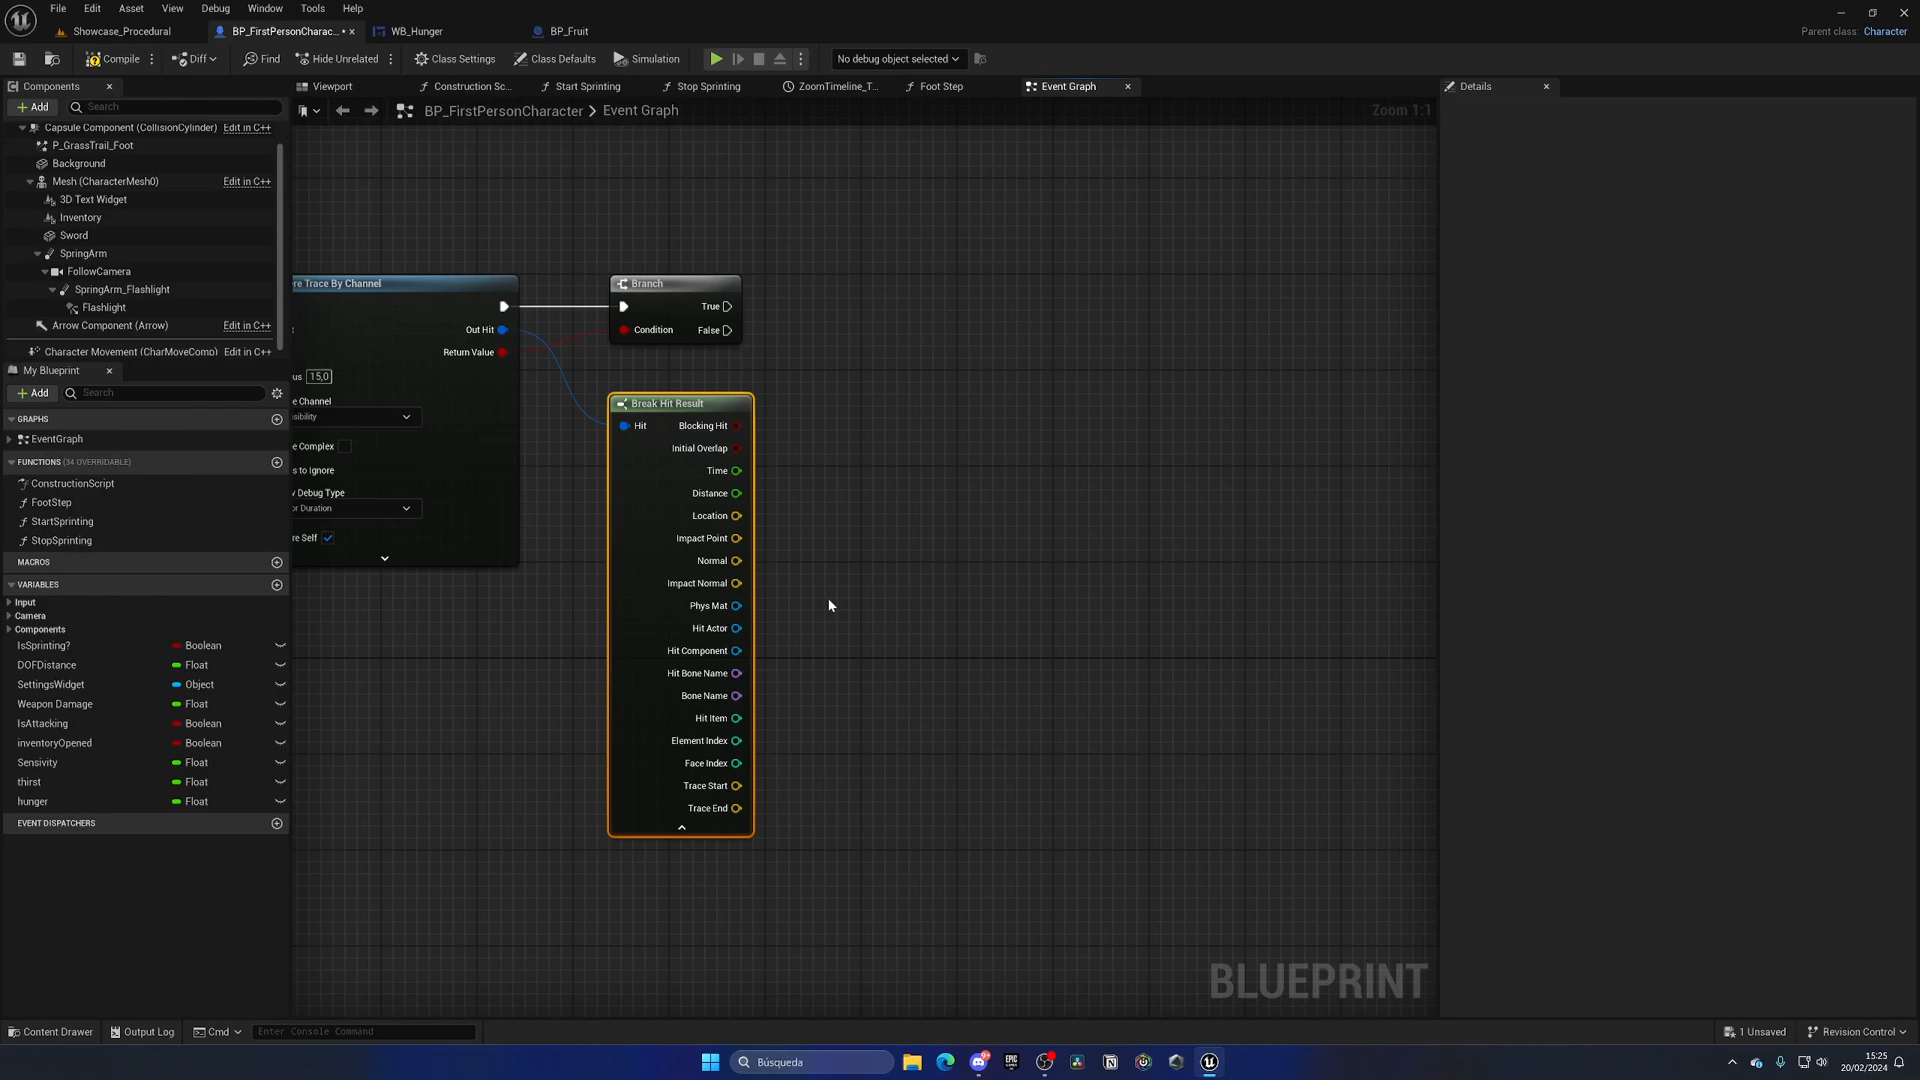 File Edit Asset View Debug Window Tools Help
Showcase_Procedural BP_FirstPersonCharac... • WB_Hunger BP_Fruit Parent class: Character
Compile Diff Find Hide Unrelated Class Settings Class Defaults Simulation No debug object selected
Components Viewport Construction Sc... Start Sprinting Stop Sprinting ZoomTimeline_T... Foot Step Event Graph Details
Add Search BP_FirstPersonCharacter > Event Graph Zoom 1:1
Capsule Component (CollisionCylinder) Edit in C++
P_GrassTrail_Foot
Background
Mesh (CharacterMesh0) Edit in C++
3D Text Widget
Inventory
Sword
SpringArm
FollowCamera
SpringArm_Flashlight
Flashlight
Arrow Component (Arrow) Edit in C++
Character Movement (CharMoveComp) Edit in C++
My Blueprint
Add Search
GRAPHS
EventGraph
FUNCTIONS (34 OVERRIDABLE)
ConstructionScript
FootStep
StartSprinting
StopSprinting
MACROS
VARIABLES
Input
Camera
Components
IsSprinting? Boolean
DOFDistance Float
SettingsWidget Object
Weapon Damage Float
IsAttacking Boolean
inventoryOpened Boolean
Sensivity Float
thirst Float
hunger Float
EVENT DISPATCHERS
ere Trace By Channel
Out Hit
Return Value
us 15,0
e Channel
sibility
e Complex
s to Ignore
v Debug Type
or Duration
re Self
Branch
True
Condition False
Break Hit Result
Hit Blocking Hit
Initial Overlap
Time
Distance
Location
Impact Point
Normal
Impact Normal
Phys Mat
Hit Actor
Hit Component
Hit Bone Name
Bone Name
Hit Item
Element Index
Face Index
Trace Start
Trace End
BLUEPRINT
Content Drawer Output Log Cmd Enter Console Command 1 Unsaved Revision Control
Búsqueda 15:25
20/02/2024